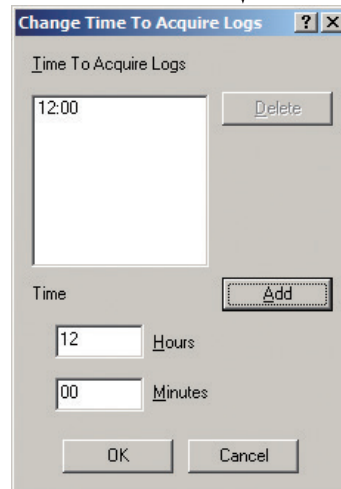 Change Time To Acquire Logs
Time To Acquire Logs
12:00
Delete
Time
Add
12 Hours
00 Minutes
OK Cancel